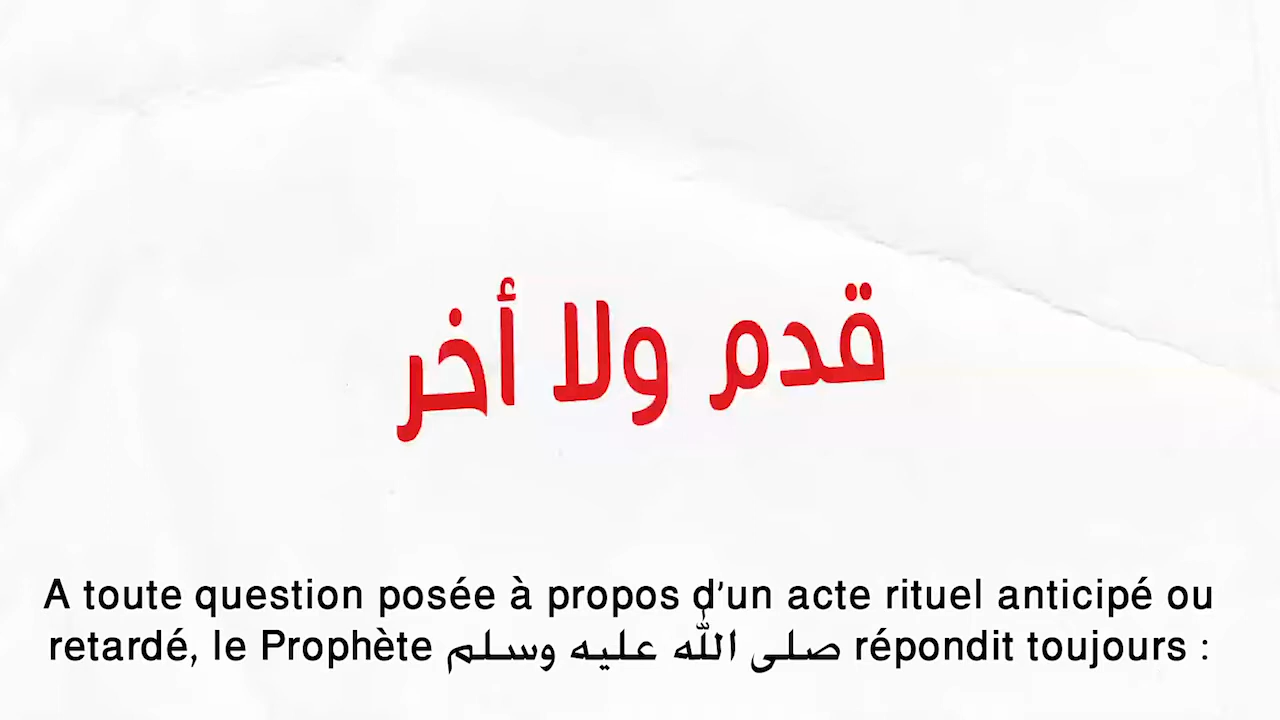 قدم ولا أخر
A toute question posée à propos d'un acte rituel anticipé ou
retardé, le Prophète صلى الله عليه وسلم répondit toujours :